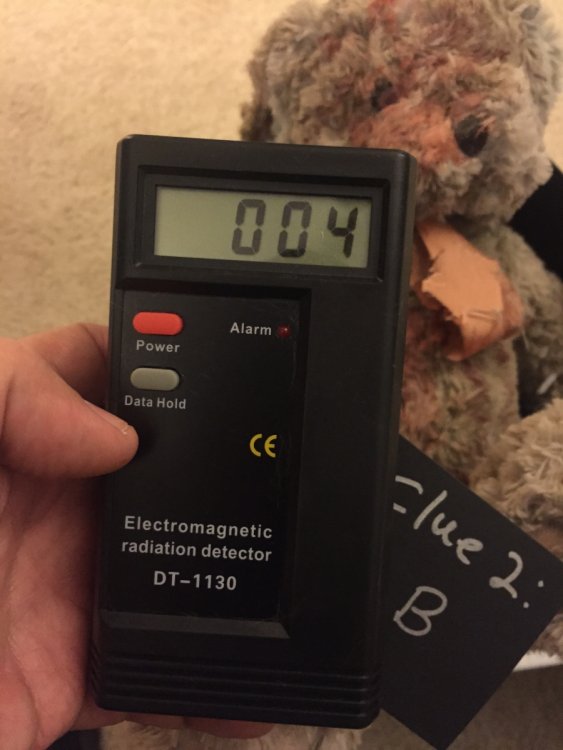 004
Power
Alarm
Data Hold
CE
Electromagnetic
radiation detector
DT-1130
Clue 2:
B